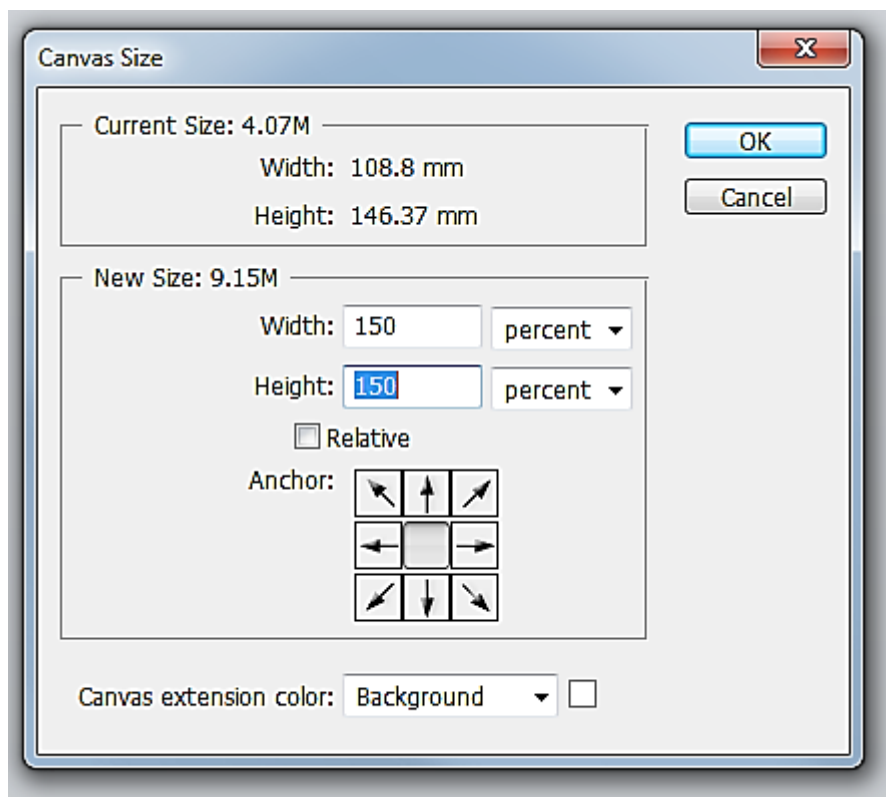 Canvas Size
Current Size: 4.07M
Width: 108.8 mm
Height: 146.37 mm
OK
Cancel
New Size: 9.15M
Width: 150 percent
Height: 150 percent
Relative
Anchor:
Canvas extension color: Background